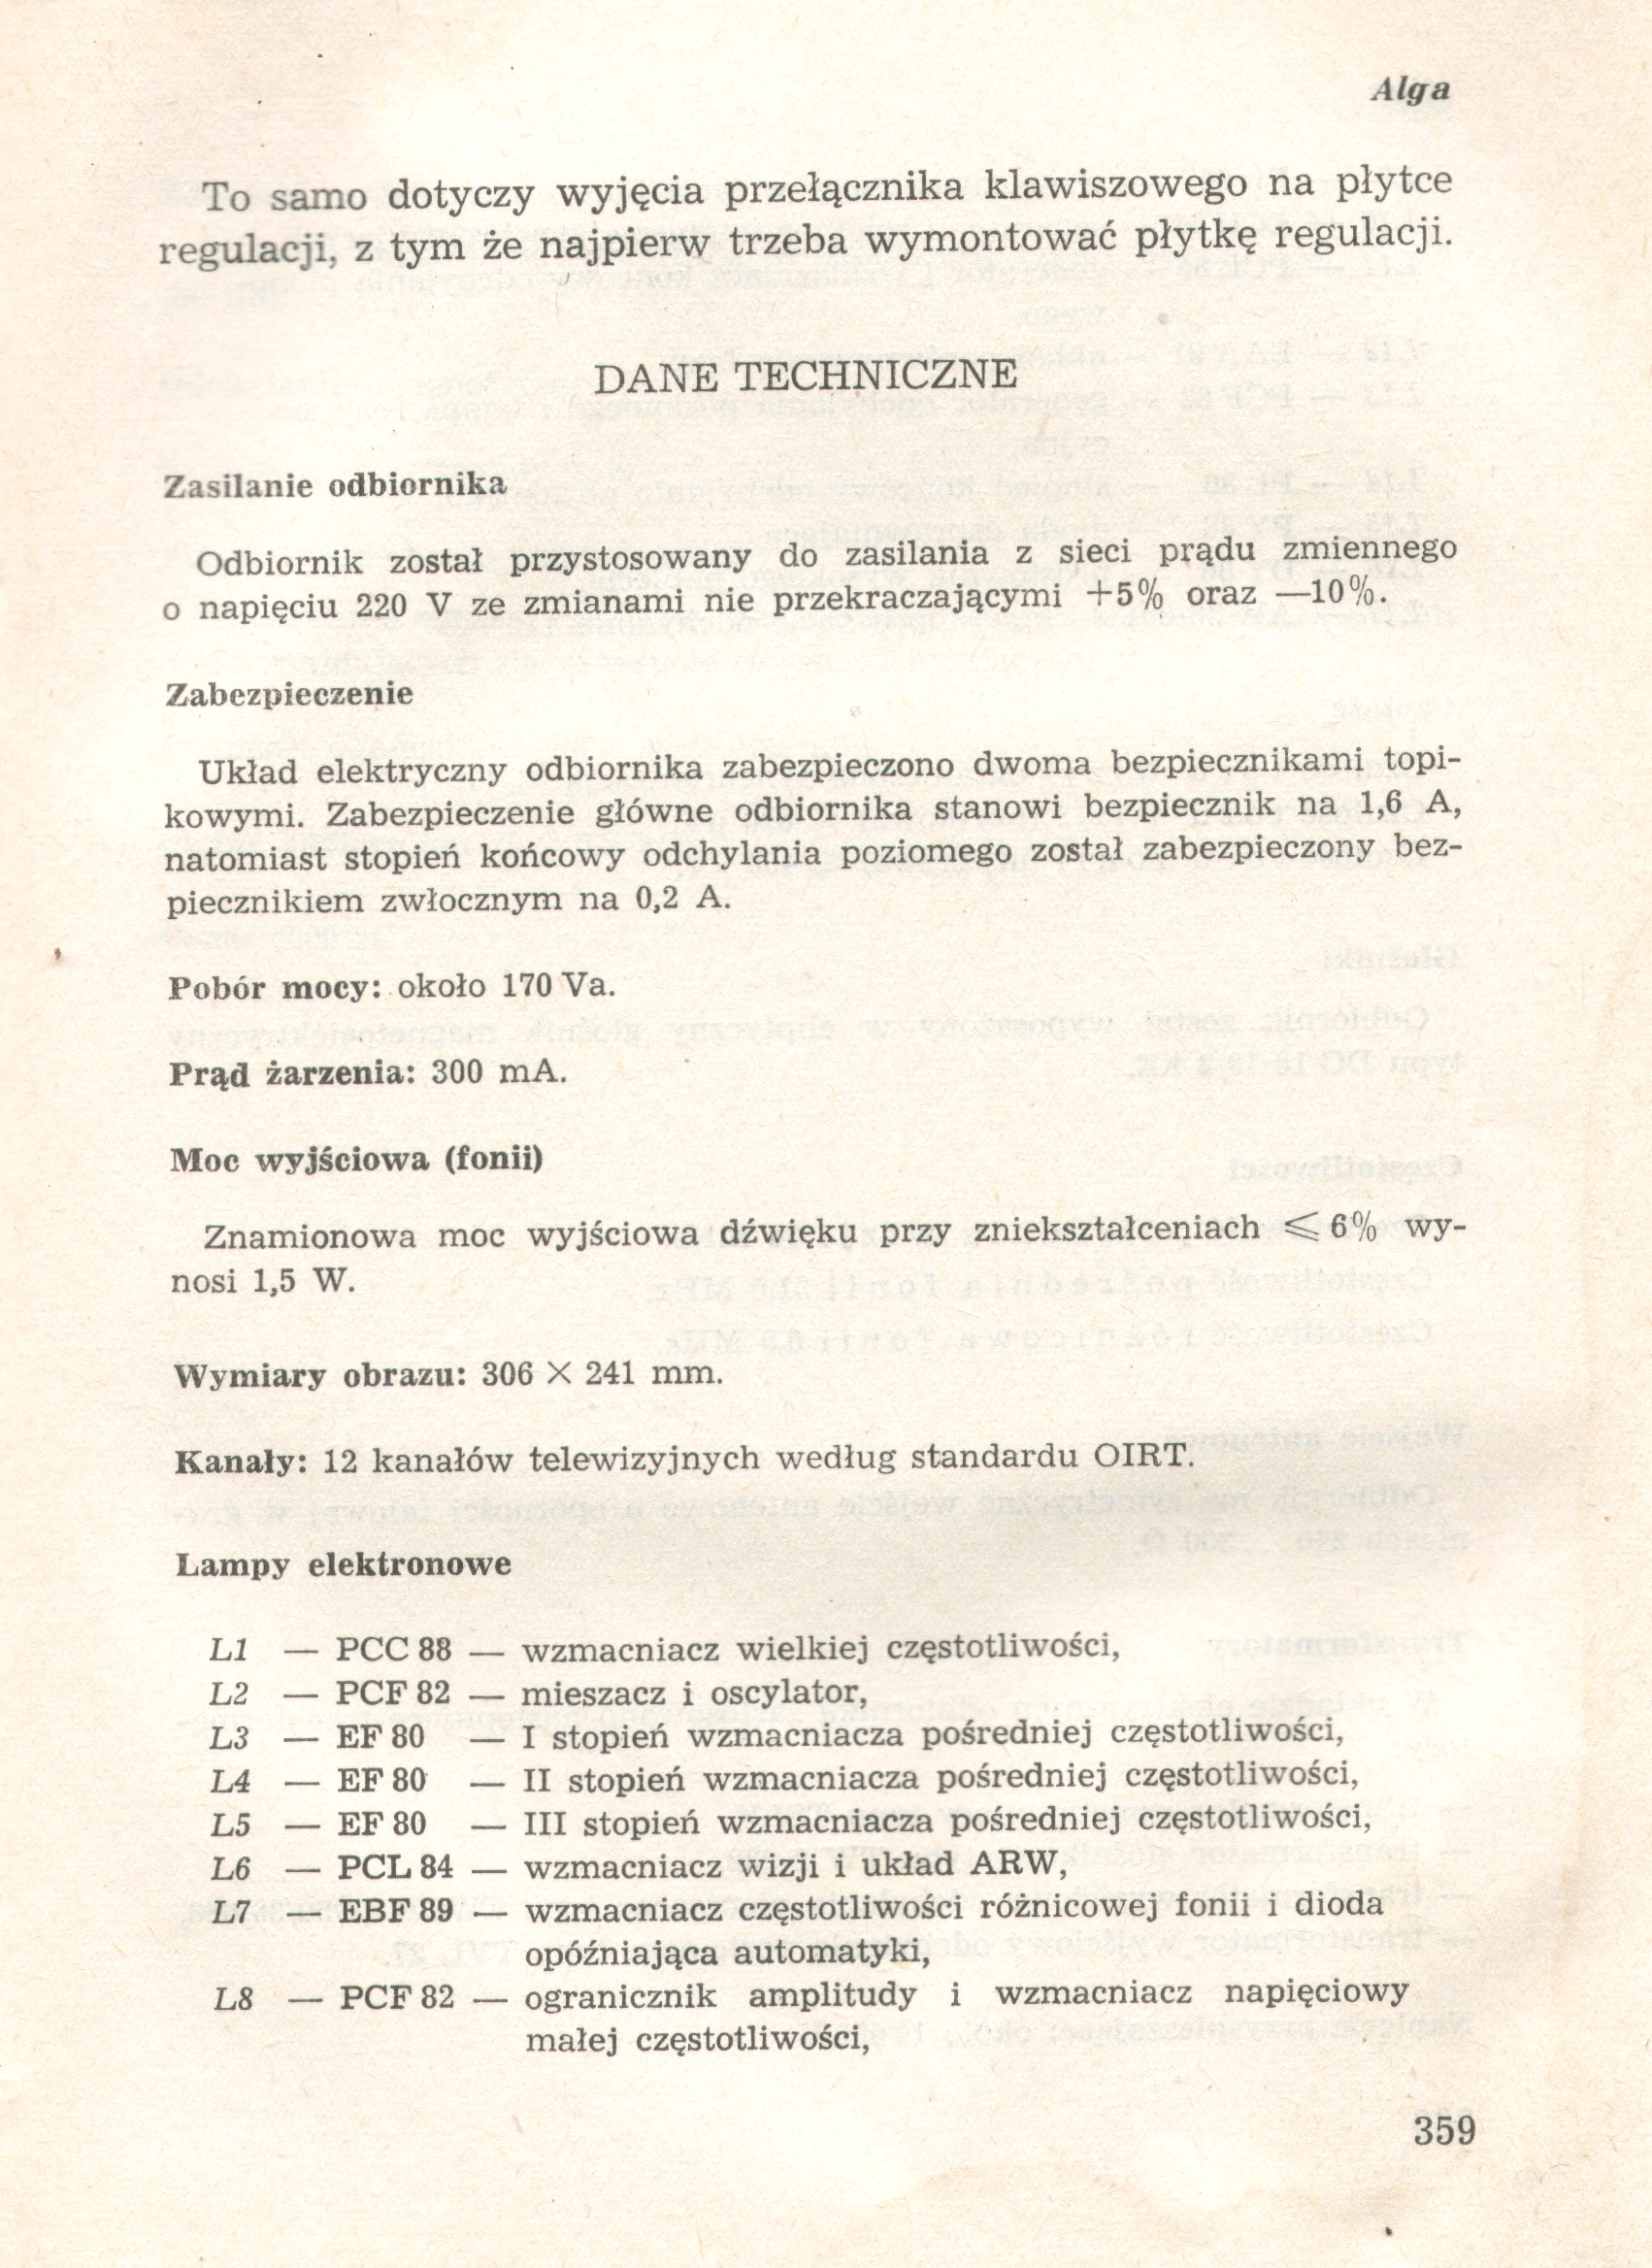 Alga
To samo dotyczy wyjęcia przełącznika klawiszowego na płytce
regulacji, z tym że najpierw trzeba wymontować płytkę regulacji.
DANE TECHNICZNE
Zasilanie odbiornika
Odbiornik został przystosowany do zasilania z sieci prądu zmiennego
o napięciu 220 V ze zmianami nie przekraczającymi +5% oraz —10%.
Zabezpieczenie
Układ elektryczny odbiornika zabezpieczono dwoma bezpiecznikami topi-
kowymi. Zabezpieczenie główne odbiornika stanowi bezpiecznik na 1,6 A,
natomiast stopień końcowy odchylania poziomego został zabezpieczony bez-
piecznikiem zwłocznym na 0,2 A.
Pobór mocy: około 170 Va.
Prąd żarzenia: 300 mA.
Moc wyjściowa (fonii)
Znamionowa moc wyjściowa dźwięku przy zniekształceniach ⩽ 6% wy-
nosi 1,5 W.
Wymiary obrazu: 306 × 241 mm.
Kanały: 12 kanałów telewizyjnych według standardu OIRT.
Lampy elektronowe
L1 — PCC 88 — wzmacniacz wielkiej częstotliwości,
L2 — PCF 82 — mieszacz i oscylator,
L3 — EF 80 — I stopień wzmacniacza pośredniej częstotliwości,
L4 — EF 80 — II stopień wzmacniacza pośredniej częstotliwości,
L5 — EF 80 — III stopień wzmacniacza pośredniej częstotliwości,
L6 — PCL 84 — wzmacniacz wizji i układ ARW,
L7 — EBF 89 — wzmacniacz częstotliwości różnicowej fonii i dioda
opóźniająca automatyki,
L8 — PCF 82 — ogranicznik amplitudy i wzmacniacz napięciowy
małej częstotliwości,
359